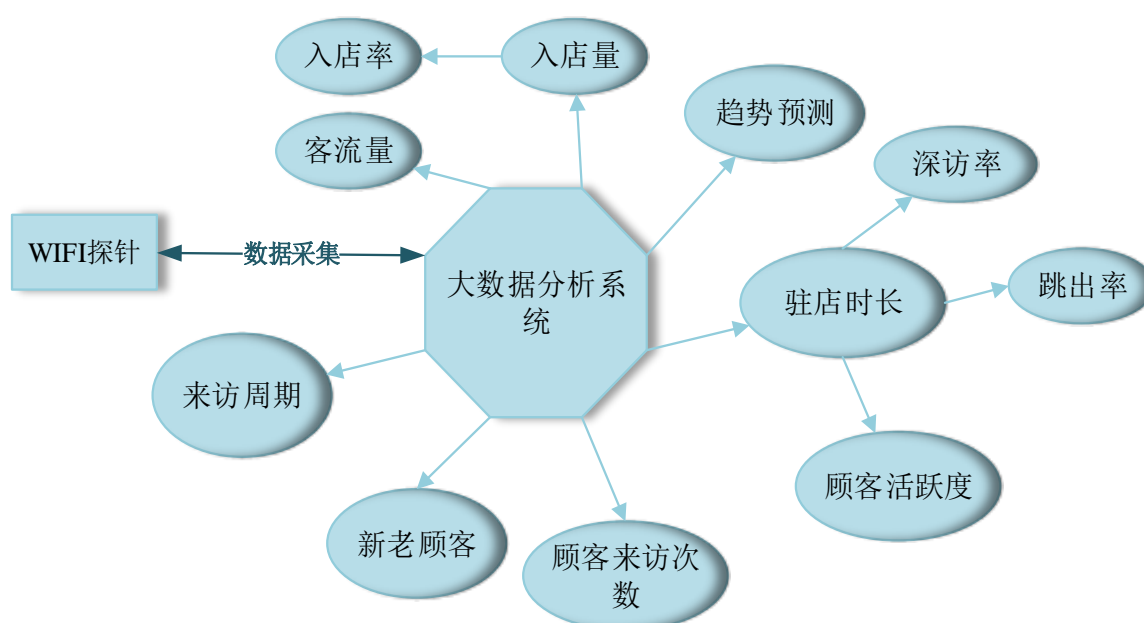 入店率
入店量
趋势预测
客流量
深访率
WIFI探针
数据采集
大数据分析系
统
驻店时长
跳出率
来访周期
顾客活跃度
新老顾客
顾客来访次
数